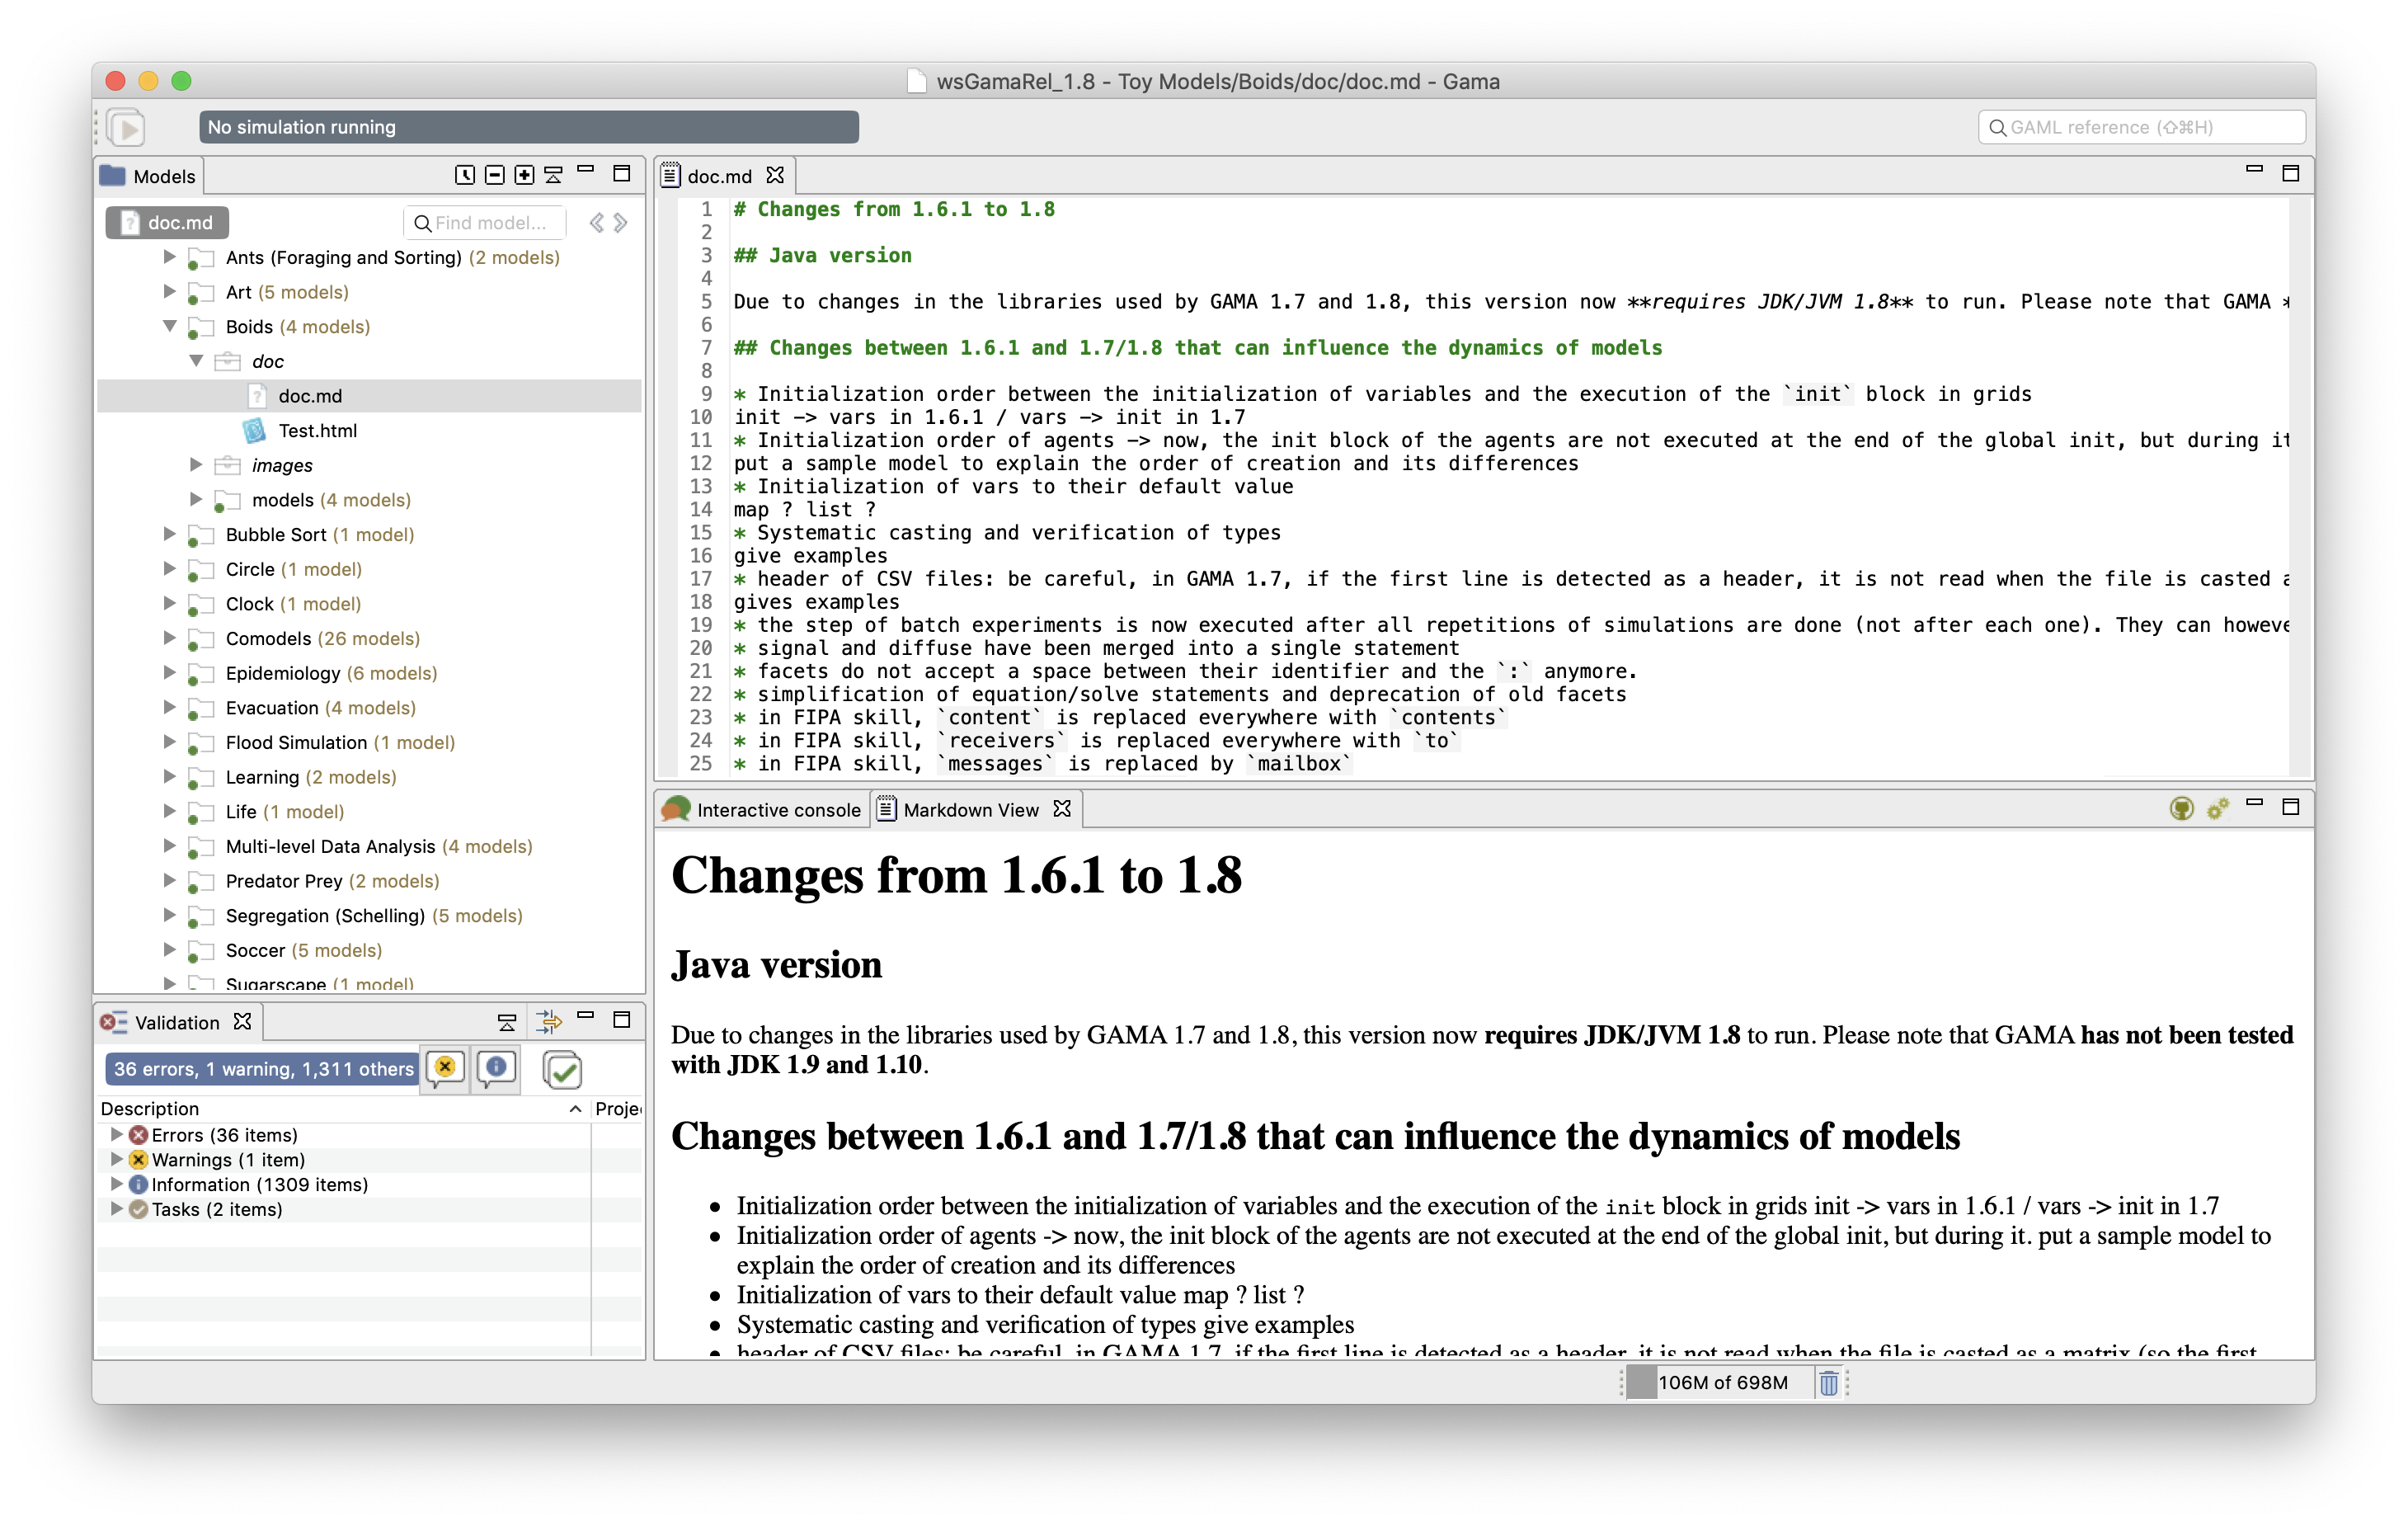 wsGamaRel_1.8 - Toy Models/Boids/doc/doc.md - Gama
No simulation running
GAML reference (⇧⌘H)
Models
doc.md
Find model...
Ants (Foraging and Sorting) (2 models)
Art (5 models)
Boids (4 models)
doc
doc.md
Test.html
images
models (4 models)
Bubble Sort (1 model)
Circle (1 model)
Clock (1 model)
Comodels (26 models)
Epidemiology (6 models)
Evacuation (4 models)
Flood Simulation (1 model)
Learning (2 models)
Life (1 model)
Multi-level Data Analysis (4 models)
Predator Prey (2 models)
Segregation (Schelling) (5 models)
Soccer (5 models)
Sugarscape (1 model)
Validation
36 errors, 1 warning, 1,311 others
Description
Proje
Errors (36 items)
Warnings (1 item)
Information (1309 items)
Tasks (2 items)
doc.md
1 # Changes from 1.6.1 to 1.8
2
3 ## Java version
4
5 Due to changes in the libraries used by GAMA 1.7 and 1.8, this version now **requires JDK/JVM 1.8** to run. Please note that GAMA *
6
7 ## Changes between 1.6.1 and 1.7/1.8 that can influence the dynamics of models
8
9 * Initialization order between the initialization of variables and the execution of the `init` block in grids
10 init -> vars in 1.6.1 / vars -> init in 1.7
11 * Initialization order of agents -> now, the init block of the agents are not executed at the end of the global init, but during it
12 put a sample model to explain the order of creation and its differences
13 * Initialization of vars to their default value
14 map ? list ?
15 * Systematic casting and verification of types
16 give examples
17 * header of CSV files: be careful, in GAMA 1.7, if the first line is detected as a header, it is not read when the file is casted a
18 gives examples
19 * the step of batch experiments is now executed after all repetitions of simulations are done (not after each one). They can howeve
20 * signal and diffuse have been merged into a single statement
21 * facets do not accept a space between their identifier and the `:` anymore.
22 * simplification of equation/solve statements and deprecation of old facets
23 * in FIPA skill, `content` is replaced everywhere with `contents`
24 * in FIPA skill, `receivers` is replaced everywhere with `to`
25 * in FIPA skill, `messages` is replaced by `mailbox`
Interactive console
Markdown View
Changes from 1.6.1 to 1.8
Java version
Due to changes in the libraries used by GAMA 1.7 and 1.8, this version now requires JDK/JVM 1.8 to run. Please note that GAMA has not been tested
with JDK 1.9 and 1.10.
Changes between 1.6.1 and 1.7/1.8 that can influence the dynamics of models
• Initialization order between the initialization of variables and the execution of the init block in grids init -> vars in 1.6.1 / vars -> init in 1.7
• Initialization order of agents -> now, the init block of the agents are not executed at the end of the global init, but during it. put a sample model to
explain the order of creation and its differences
• Initialization of vars to their default value map ? list ?
• Systematic casting and verification of types give examples
• header of CSV files: be careful, in GAMA 1.7, if the first line is detected as a header, it is not read when the file is casted as a matrix (so the first
106M of 698M